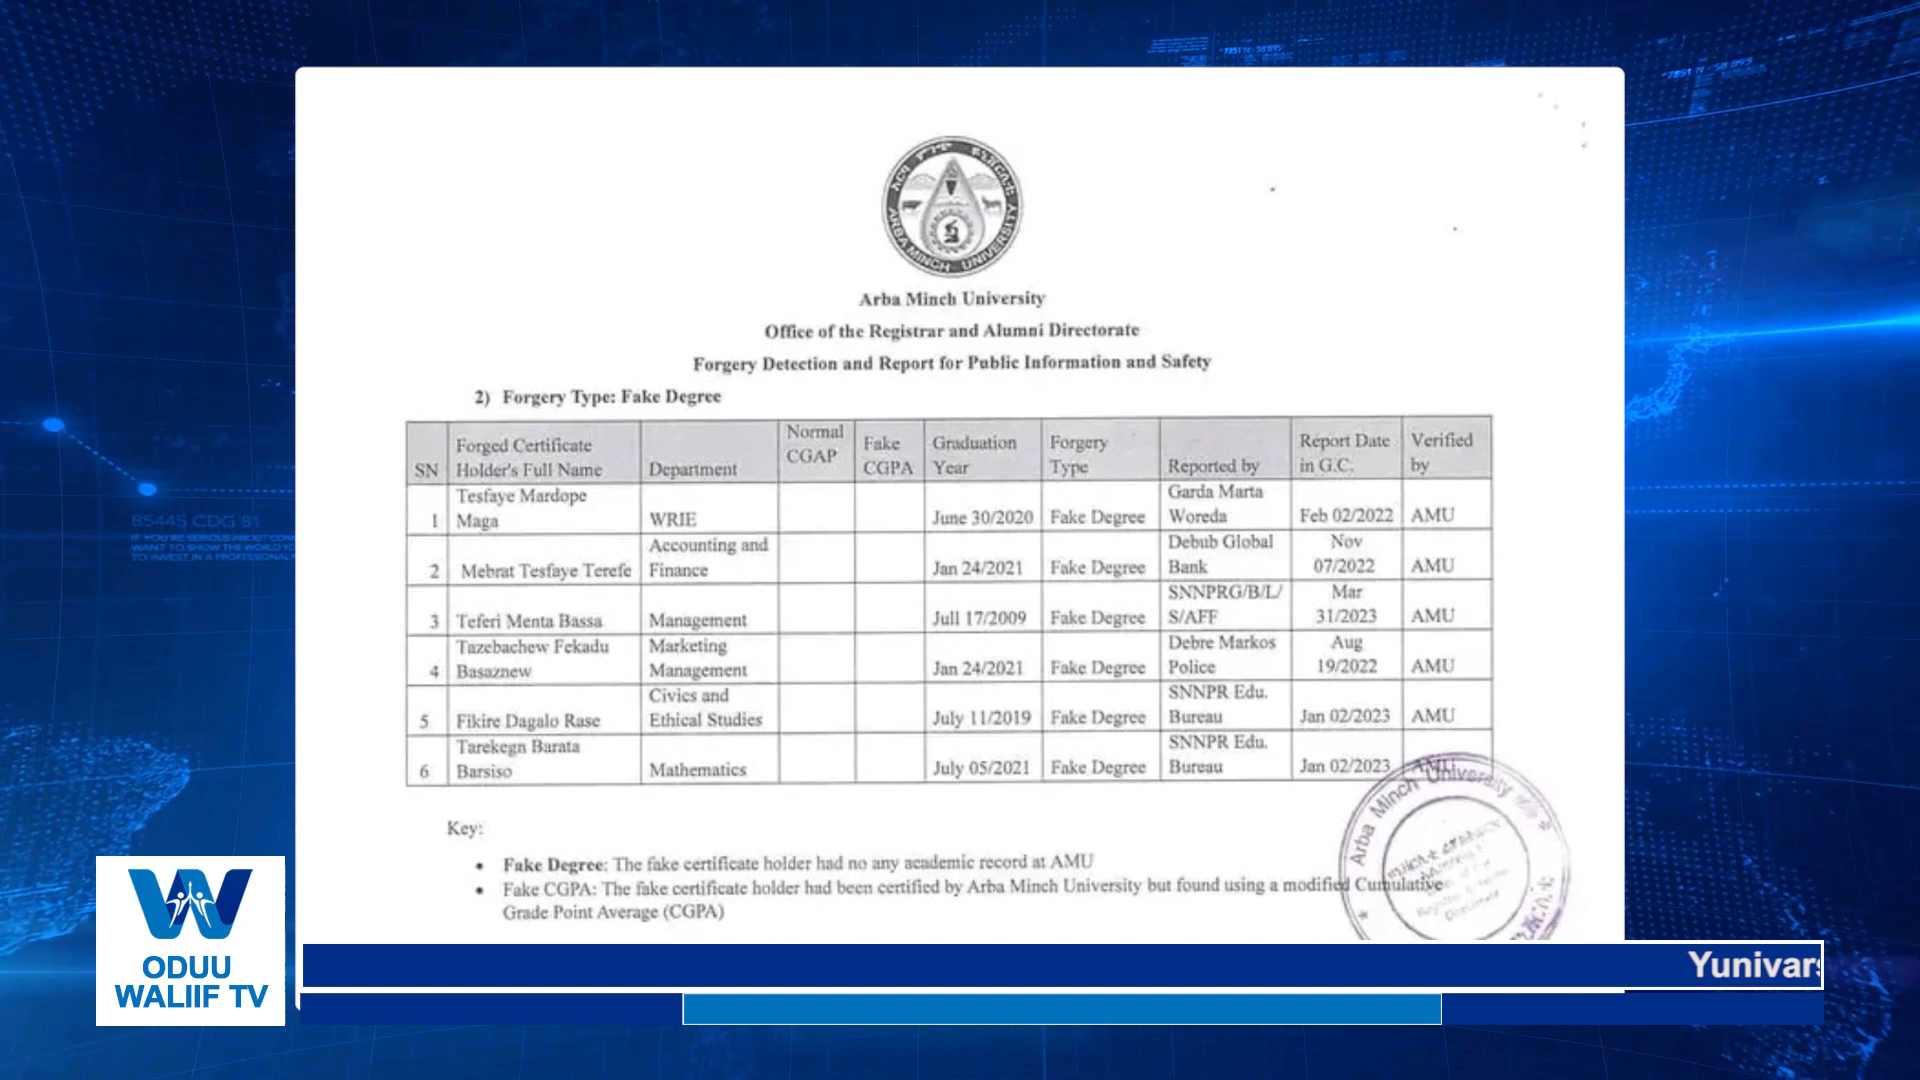 7851 N - 58 095
ARBA MINCH UNIVERSITY
Arba Minch University
Office of the Registrar and Alumni Directorate
Forgery Detection and Report for Public Information and Safety
2) Forgery Type: Fake Degree
SN Forged Certificate Holder's Full Name Department Normal CGAP Fake CGPA Graduation Year Forgery Type Reported by Report Date in G.C. Verified by
1 Tesfaye Mardope Maga WRIE June 30/2020 Fake Degree Garda Marta Woreda Feb 02/2022 AMU
2 Mebrat Tesfaye Terefe Accounting and Finance Jan 24/2021 Fake Degree Debub Global Bank Nov 07/2022 AMU
3 Teferi Menta Bassa Management Jull 17/2009 Fake Degree SNNPRG/B/L/S/AFF Mar 31/2023 AMU
4 Tazebachew Fekadu Basaznew Marketing Management Jan 24/2021 Fake Degree Debre Markos Police Aug 19/2022 AMU
5 Fikire Dagalo Rase Civics and Ethical Studies July 11/2019 Fake Degree SNNPR Edu. Bureau Jan 02/2023 AMU
6 Tarekegn Barata Barsiso Mathematics July 05/2021 Fake Degree SNNPR Edu. Bureau Jan 02/2023 AMU
Key:
• Fake Degree: The fake certificate holder had no any academic record at AMU
• Fake CGPA: The fake certificate holder had been certified by Arba Minch University but found using a modified Cumulative
Grade Point Average (CGPA)
Arba Minch University
ODUU
WALIIF TV
Yunivar